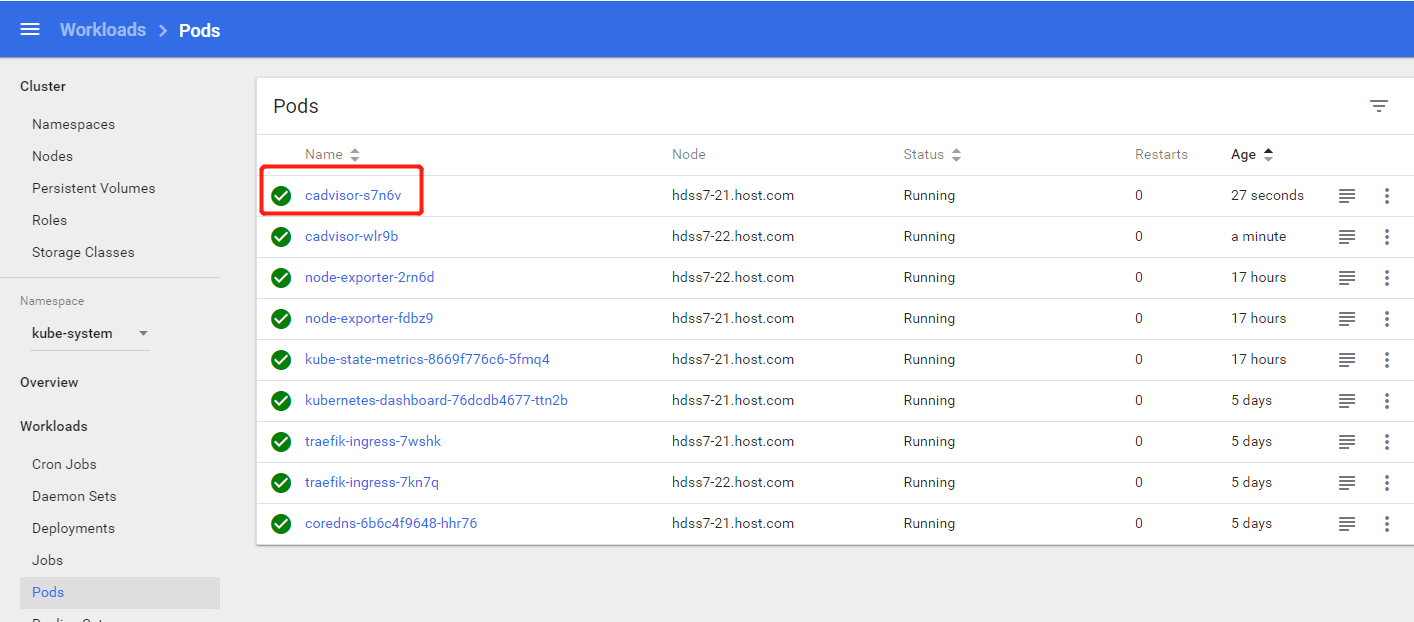 Workloads > Pods
Cluster
Namespaces
Nodes
Persistent Volumes
Roles
Storage Classes
Namespace
kube-system
Overview
Workloads
Cron Jobs
Daemon Sets
Deployments
Jobs
Pods
Pods
Name Node Status Restarts Age
cadvisor-s7n6v hdss7-21.host.com Running 0 27 seconds
cadvisor-wlr9b hdss7-22.host.com Running 0 a minute
node-exporter-2rn6d hdss7-22.host.com Running 0 17 hours
node-exporter-fdbz9 hdss7-21.host.com Running 0 17 hours
kube-state-metrics-8669f776c6-5fmq4 hdss7-21.host.com Running 0 17 hours
kubernetes-dashboard-76dcdb4677-ttn2b hdss7-21.host.com Running 0 5 days
traefik-ingress-7wshk hdss7-21.host.com Running 0 5 days
traefik-ingress-7kn7q hdss7-22.host.com Running 0 5 days
coredns-6b6c4f9648-hhr76 hdss7-21.host.com Running 0 5 days